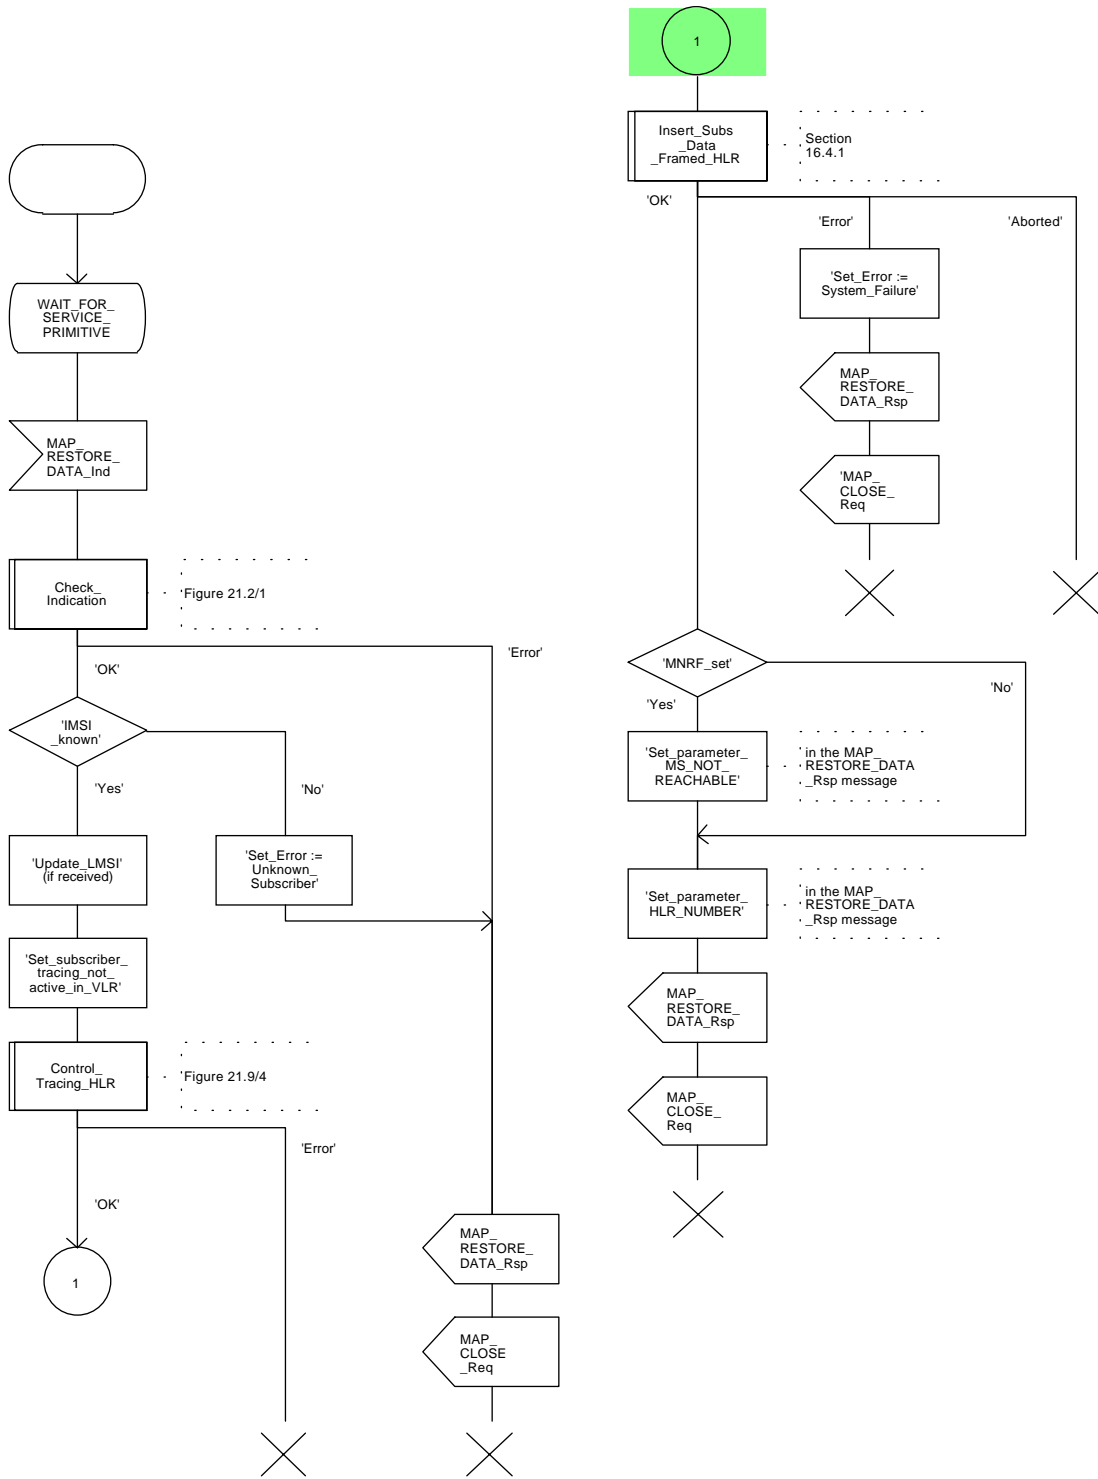 WAIT_FOR_
SERVICE_
PRIMITIVE
MAP_
RESTORE_
DATA_Ind
Check_
Indication
Figure 21.2/1
'Error'
'OK'
'IMSI
_known'
'Yes'
'No'
'Update_LMSI'
(if received)
'Set_Error :=
Unknown_
Subscriber'
'Set_subscriber_
tracing_not_
active_in_VLR'
Control_
Tracing_HLR
Figure 21.9/4
'Error'
'OK'
1
MAP_
RESTORE_
DATA_Rsp
MAP_
CLOSE
_Req
1
Insert_Subs
_Data
_Framed_HLR
Section
16.4.1
'OK'
'Error'
'Aborted'
'Set_Error :=
System_Failure'
MAP_
RESTORE_
DATA_Rsp
'MAP_
CLOSE_
Req
'MNRF_set'
'Yes'
'No'
'Set_parameter_
MS_NOT_
REACHABLE'
in the MAP_
RESTORE_DATA
_Rsp message
'Set_parameter_
HLR_NUMBER'
in the MAP_
RESTORE_DATA
_Rsp message
MAP_
RESTORE_
DATA_Rsp
MAP_
CLOSE_
Req